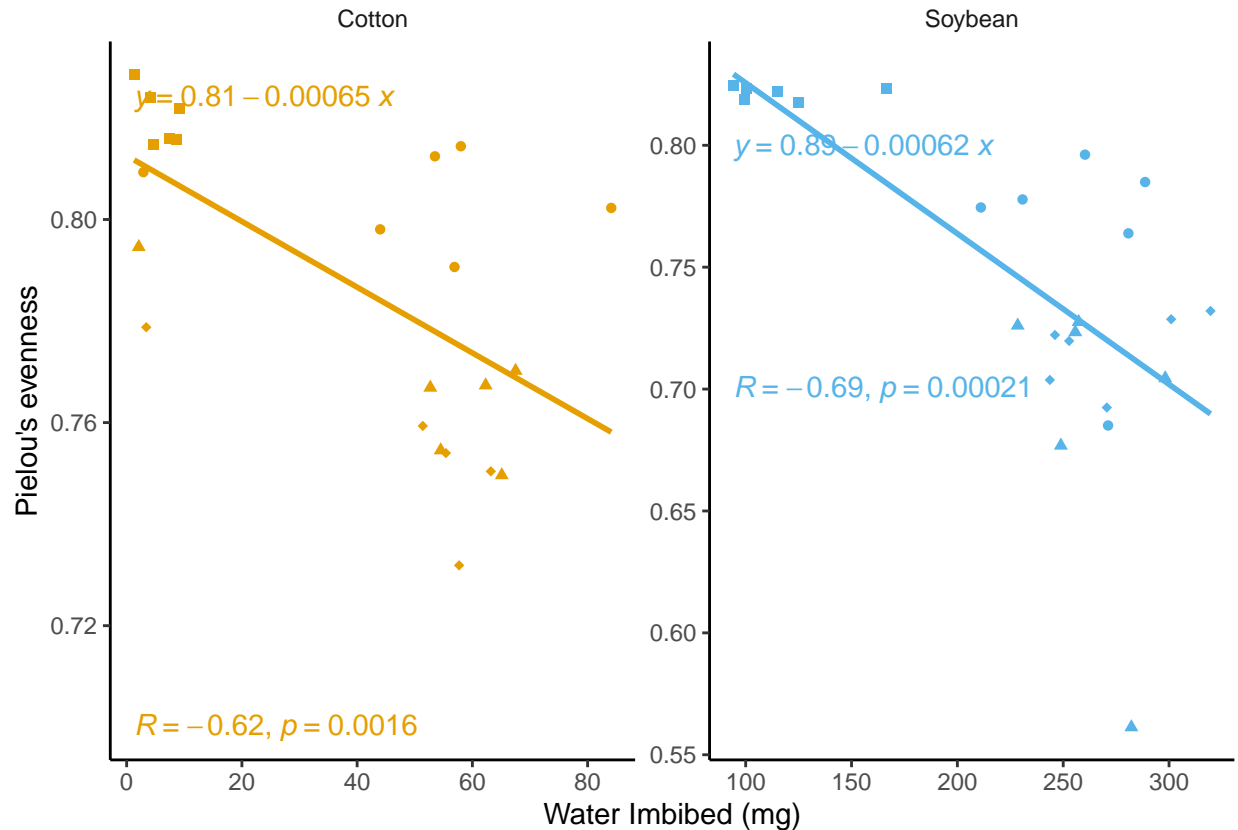 Cotton
Soybean
y = 0.81 – 0.00065 x
y = 0.89 – 0.00062 x
R = −0.62, p = 0.0016
R = −0.69, p = 0.00021
Pielou's evenness
0.80
0.76
0.72
0.80
0.75
0.70
0.65
0.60
0.55
0 20 40 60 80
100 150 200 250 300
Water Imbibed (mg)